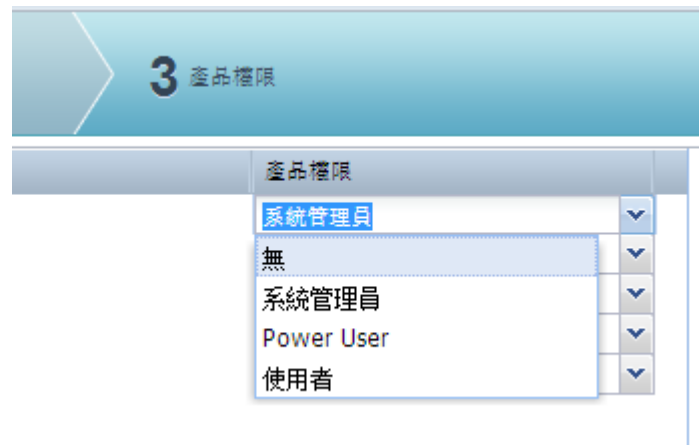 3 產品權限
產品權限
系統管理員
無
系統管理員
Power User
使用者